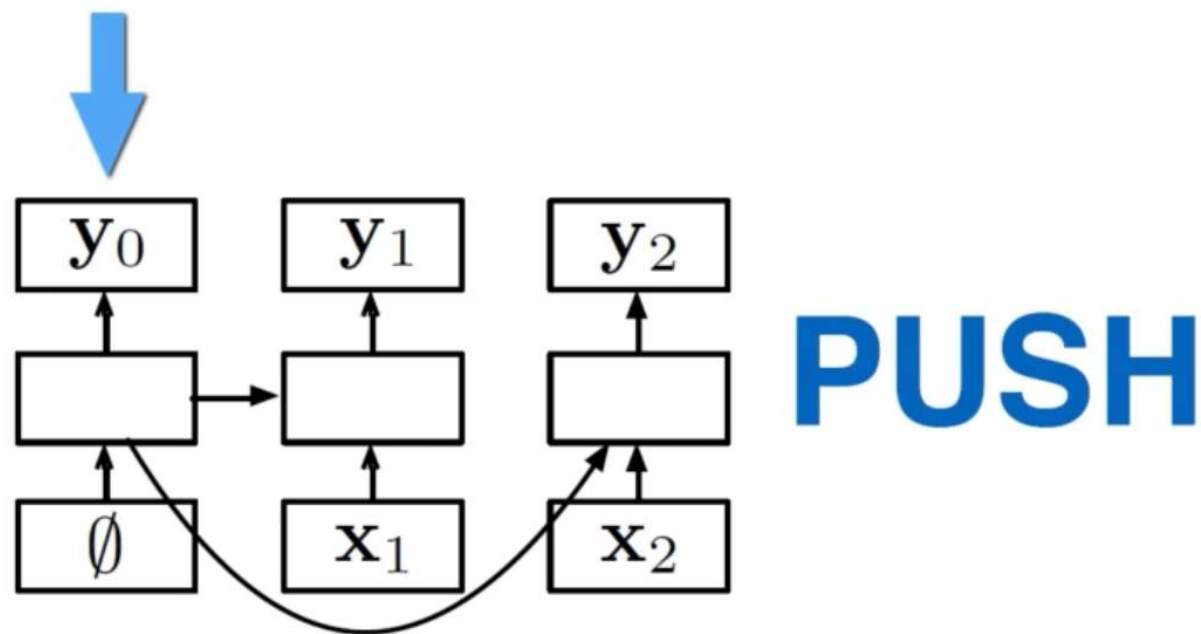 y₀ y₁ y₂
PUSH
∅ x₁ x₂